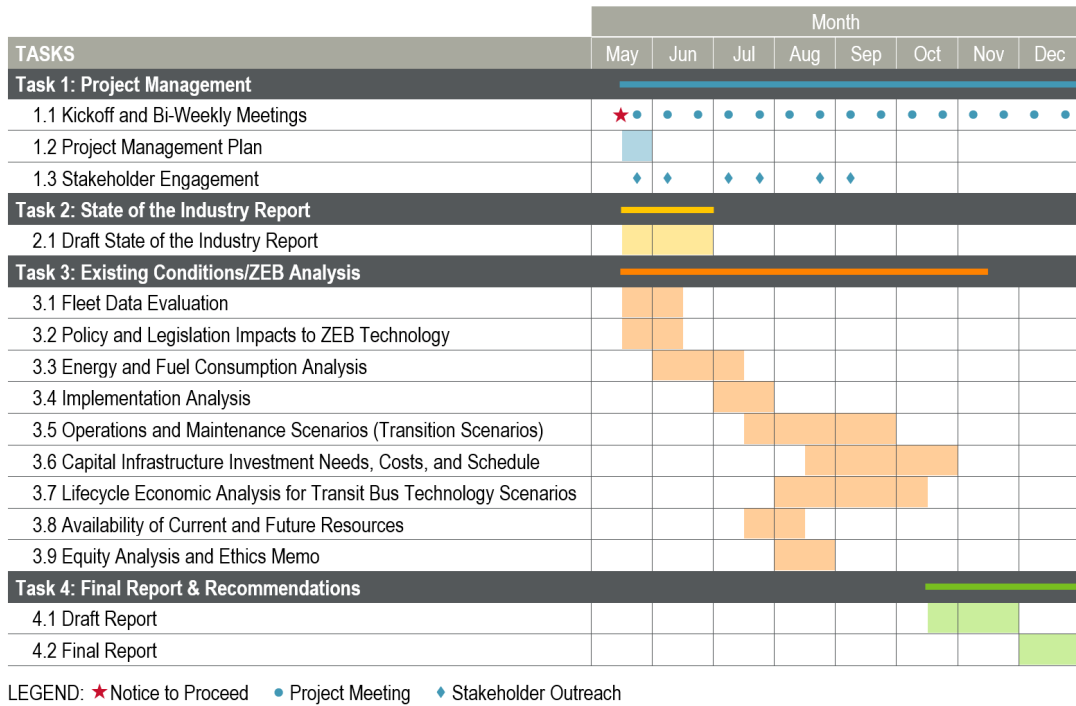 Month
TASKS May Jun Jul Aug Sep Oct Nov Dec
Task 1: Project Management
1.1 Kickoff and Bi-Weekly Meetings
1.2 Project Management Plan
1.3 Stakeholder Engagement
Task 2: State of the Industry Report
2.1 Draft State of the Industry Report
Task 3: Existing Conditions/ZEB Analysis
3.1 Fleet Data Evaluation
3.2 Policy and Legislation Impacts to ZEB Technology
3.3 Energy and Fuel Consumption Analysis
3.4 Implementation Analysis
3.5 Operations and Maintenance Scenarios (Transition Scenarios)
3.6 Capital Infrastructure Investment Needs, Costs, and Schedule
3.7 Lifecycle Economic Analysis for Transit Bus Technology Scenarios
3.8 Availability of Current and Future Resources
3.9 Equity Analysis and Ethics Memo
Task 4: Final Report & Recommendations
4.1 Draft Report
4.2 Final Report
LEGEND: Notice to Proceed Project Meeting Stakeholder Outreach